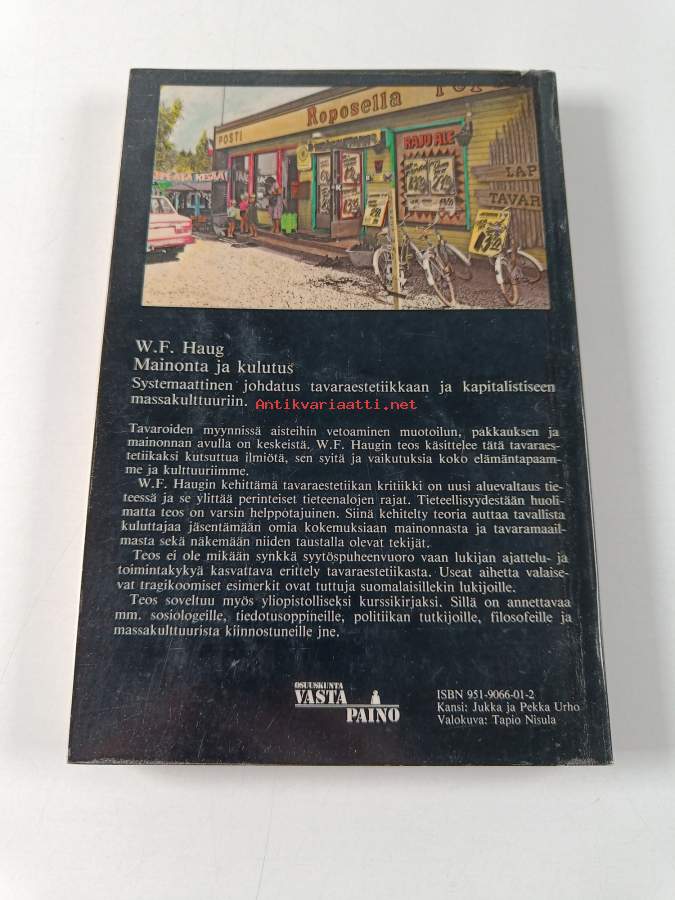 Roposella
POSTI
RAJU ALE
LAP
TAVAR
W.F. Haug
Mainonta ja kulutus
Systemaattinen johdatus tavaraestetiikkaan ja kapitalistiseen
massakulttuuriin.
Antikvariaatti.net
Tavaroiden myynnissä aisteihin vetoaminen muotoilun, pakkauksen ja
mainonnan avulla on keskeistä. W.F. Haugin teos käsittelee tätä tavaraes-
tetiikaksi kutsuttua ilmiötä, sen syitä ja vaikutuksia koko elämäntapaam-
me ja kulttuuriimme.
W.F. Haugin kehittämä tavaraestetiikan kritiikki on uusi aluevaltaus tie-
teessä ja se ylittää perinteiset tieteenalojen rajat. Tieteellisyydestään huoli-
matta teos on varsin helppotajuinen. Siinä kehitelty teoria auttaa tavallista
kuluttajaa jäsentämään omia kokemuksiaan mainonnasta ja tavaramaail-
masta sekä näkemään niiden taustalla olevat tekijät.
Teos ei ole mikään synkkä syytöspuheenvuoro vaan lukijan ajattelu- ja
toimintakykyä kasvattava erittely tavaraestetiikasta. Useat aihetta valaise-
vat tragikoomiset esimerkit ovat tuttuja suomalaisillekin lukijoille.
Teos soveltuu myös yliopistolliseksi kurssikirjaksi. Sillä on annettavaa
mm. sosiologeille, tiedotusoppineille, politiikan tutkijoille, filosofeille ja
massakulttuurista kiinnostuneille jne.
OSUUSKUNTA
VASTA
PAINO
ISBN 951-9066-01-2
Kansi: Jukka ja Pekka Urho
Valokuva: Tapio Nisula